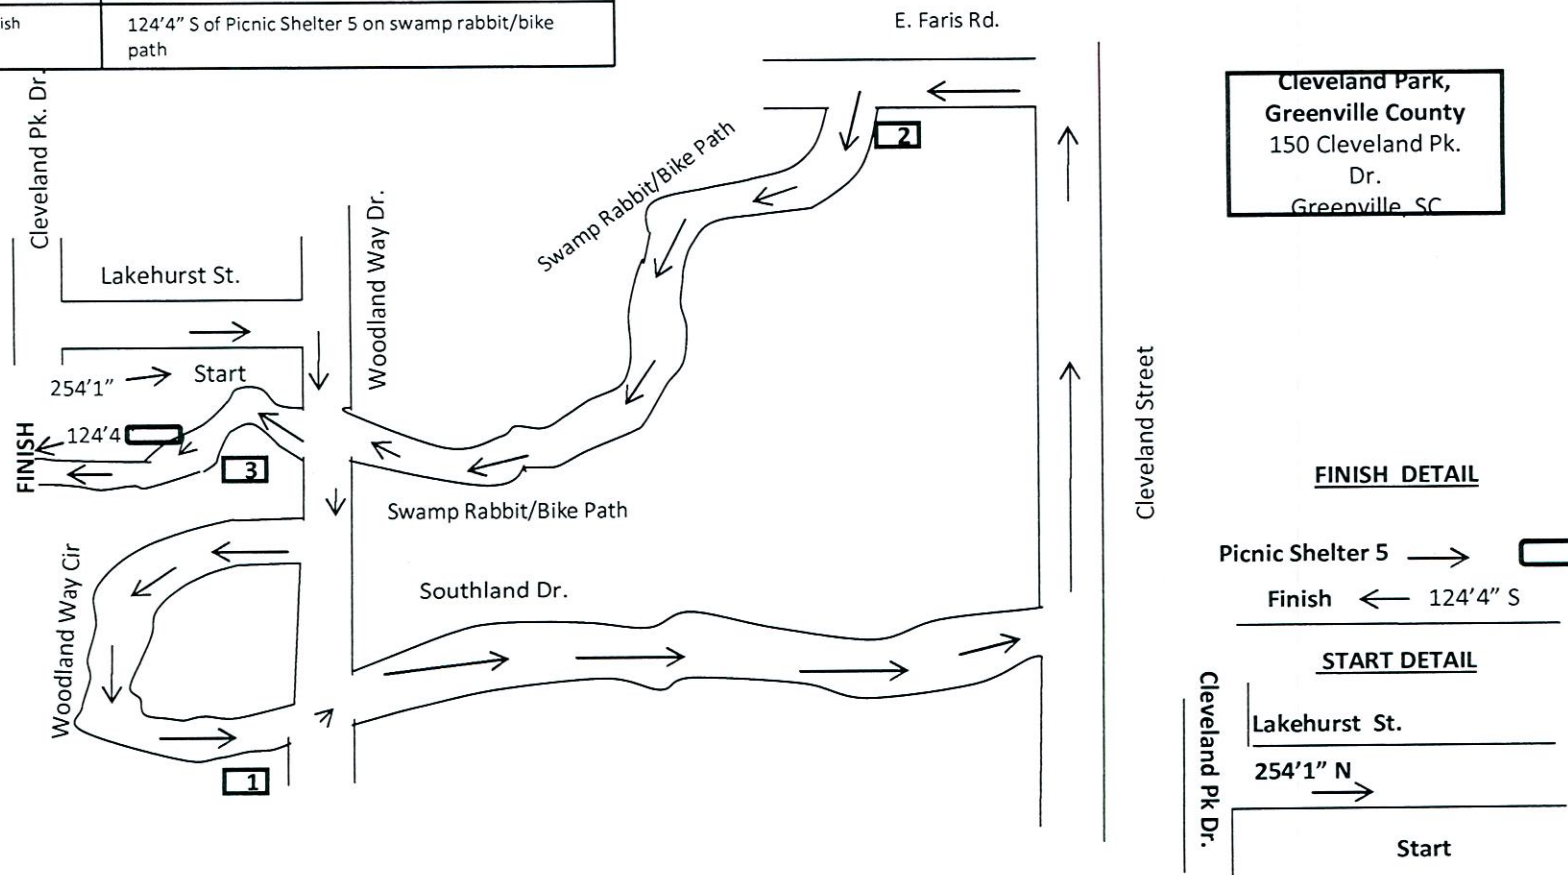 ish
124’4” S of Picnic Shelter 5 on swamp rabbit/bike
path
E. Faris Rd.
Cleveland Park,
Greenville County
150 Cleveland Pk.
Dr.
Greenville, SC
Cleveland Pk. Dr.
2
Swamp Rabbit/Bike Path
Woodland Way Dr.
Lakehurst St.
Start
254’1”
Cleveland Street
FINISH
124’4
3
Swamp Rabbit/Bike Path
Southland Dr.
Woodland Way Cir
1
FINISH DETAIL
Picnic Shelter 5
Finish
124’4” S
START DETAIL
Cleveland Pk Dr.
Lakehurst St.
254’1” N
Start